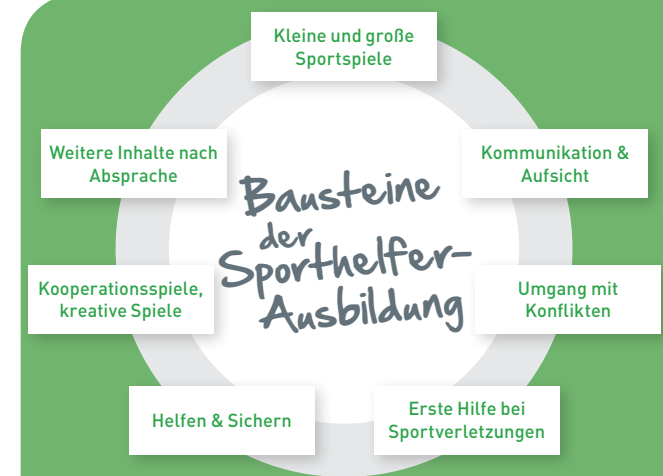 Kleine und große
Sportspiele
Weitere Inhalte nach
Absprache
Kommunikation &
Aufsicht
Bausteine
der
Sporthelfer-
Ausbildung
Kooperationsspiele,
kreative Spiele
Umgang mit
Konflikten
Helfen & Sichern
Erste Hilfe bei
Sportverletzungen